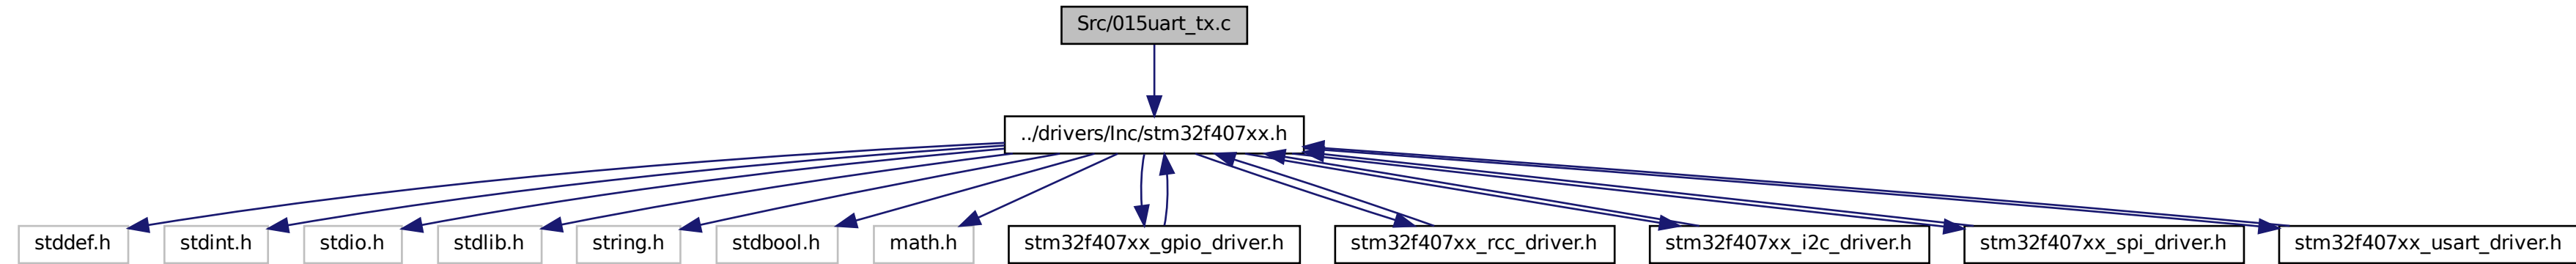 Src/015uart_tx.c
../drivers/Inc/stm32f407xx.h
stddef.h
stdint.h
stdio.h
stdlib.h
string.h
stdbool.h
math.h
stm32f407xx_gpio_driver.h
stm32f407xx_rcc_driver.h
stm32f407xx_i2c_driver.h
stm32f407xx_spi_driver.h
stm32f407xx_usart_driver.h